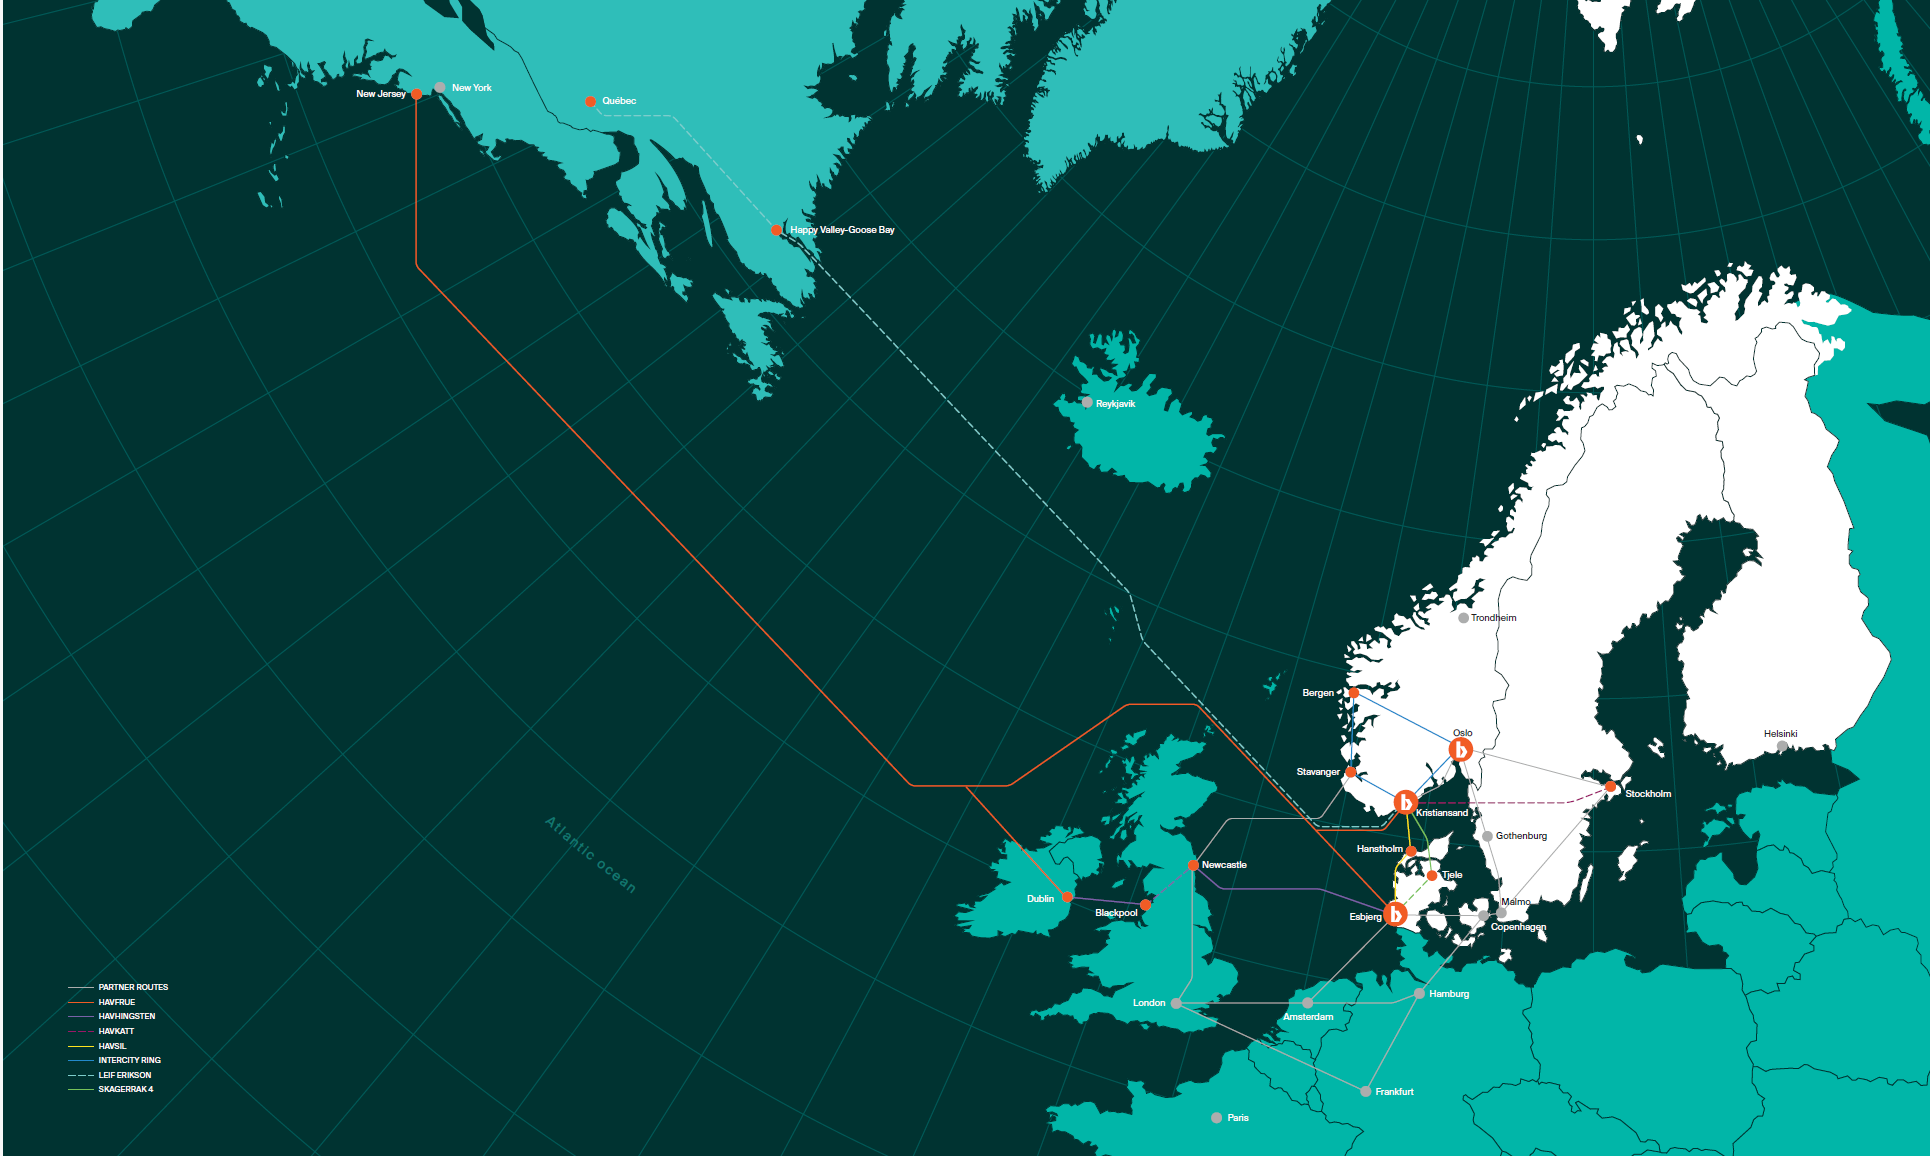 New Jersey
New York
Québec
Happy Valley-Goose Bay
Reykjavik
Trondheim
Bergen
Oslo
b
Helsinki
Stavanger
Stockholm
b
Kristiansand
Gothenburg
Hanstholm
Newcastle
Tjele
Atlantic ocean
Dublin
Blackpool
Esbjerg
b
Malmo
Copenhagen
London
Amsterdam
Hamburg
Frankfurt
Paris
PARTNER ROUTES
HAVFRUE
HAVHINGSTEN
HAVKATT
HAVSIL
INTERCITY RING
LEIF ERIKSON
SKAGERRAK 4